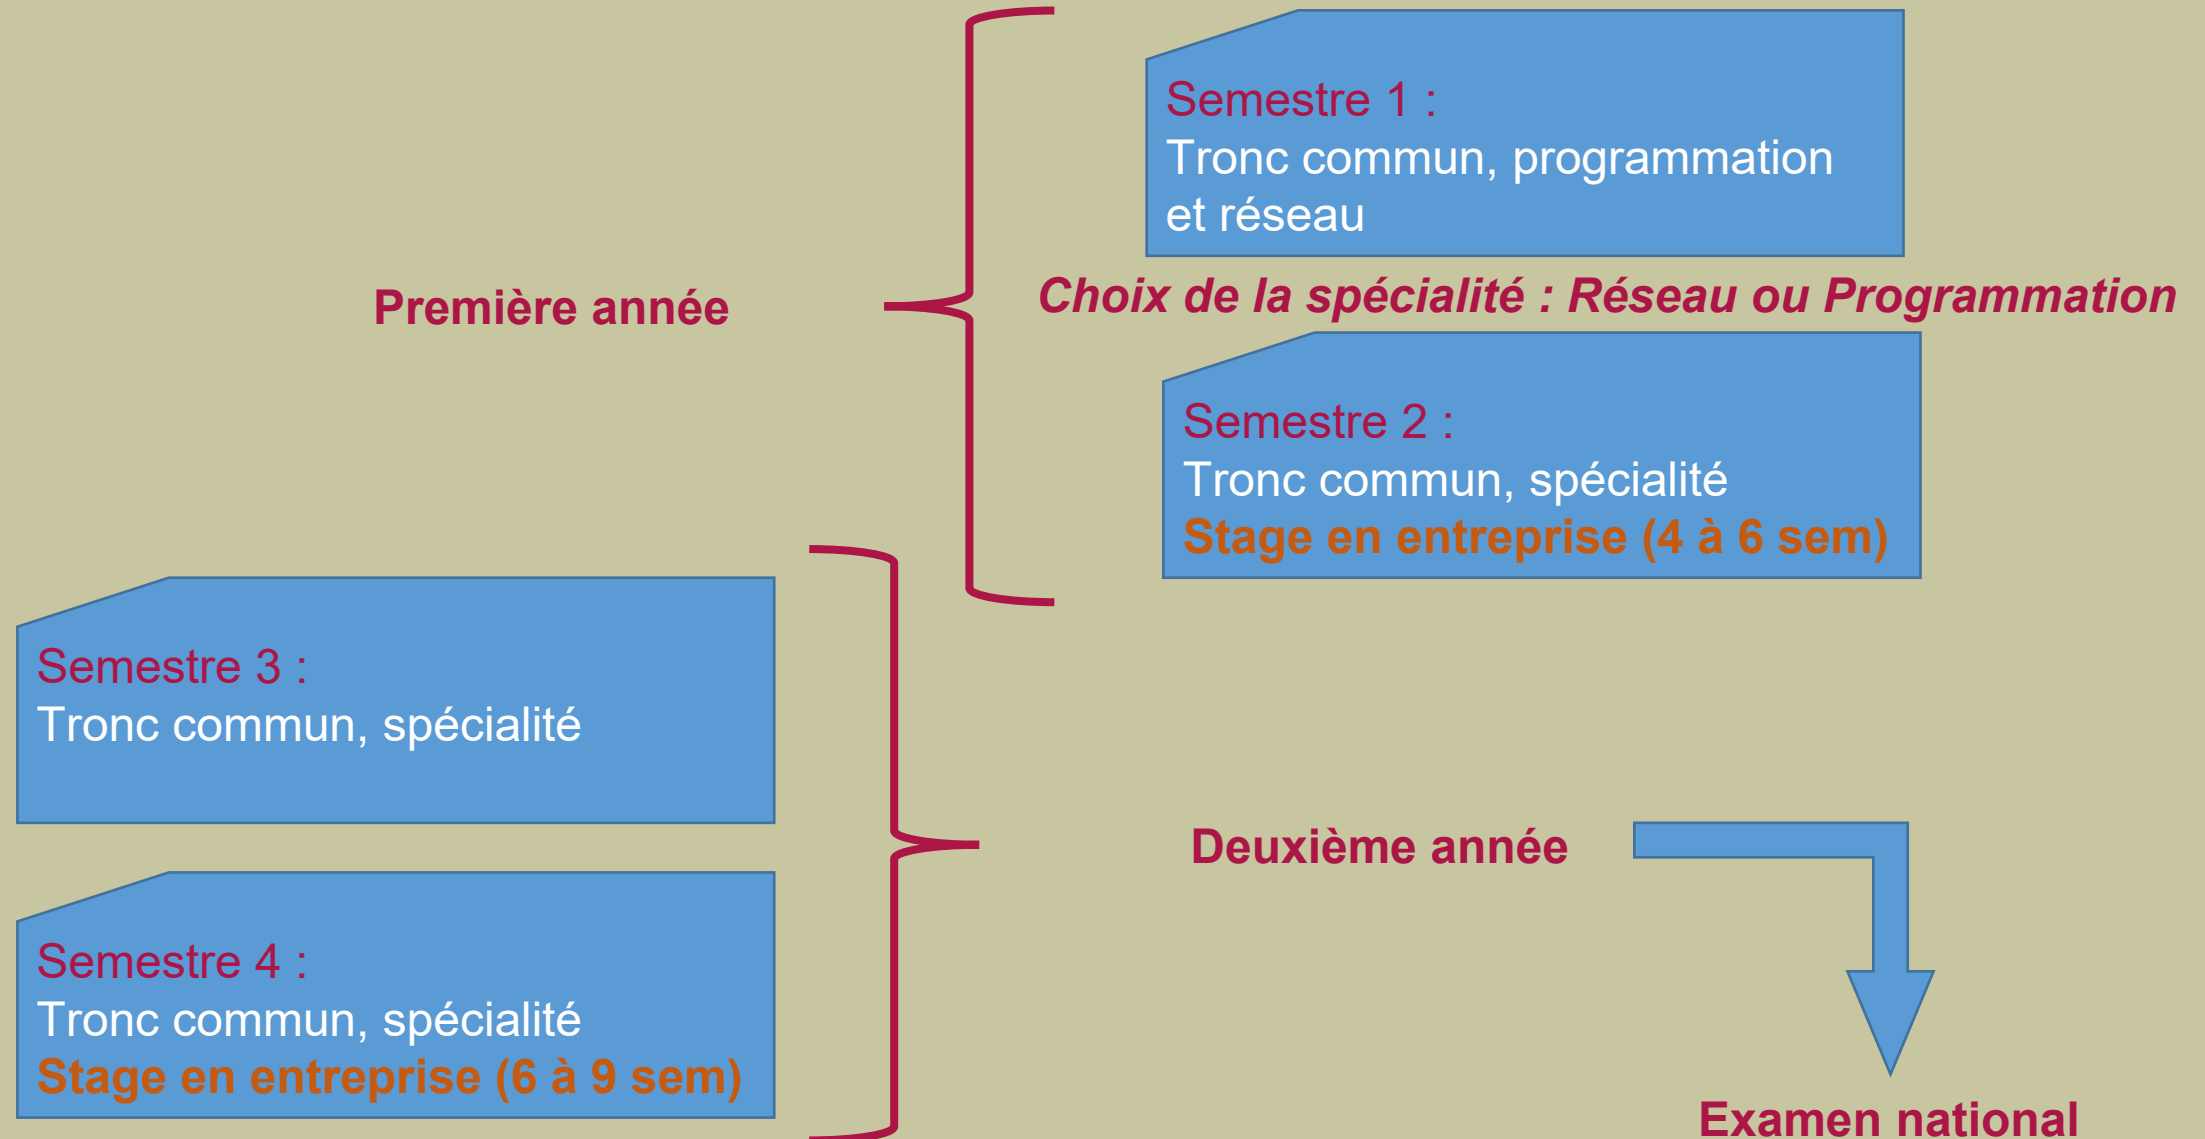 Semestre 1 :
Tronc commun, programmation
et réseau
Première année
Choix de la spécialité : Réseau ou Programmation
Semestre 2 :
Tronc commun, spécialité
Stage en entreprise (4 à 6 sem)
Semestre 3 :
Tronc commun, spécialité
Deuxième année
Semestre 4 :
Tronc commun, spécialité
Stage en entreprise (6 à 9 sem)
Examen national